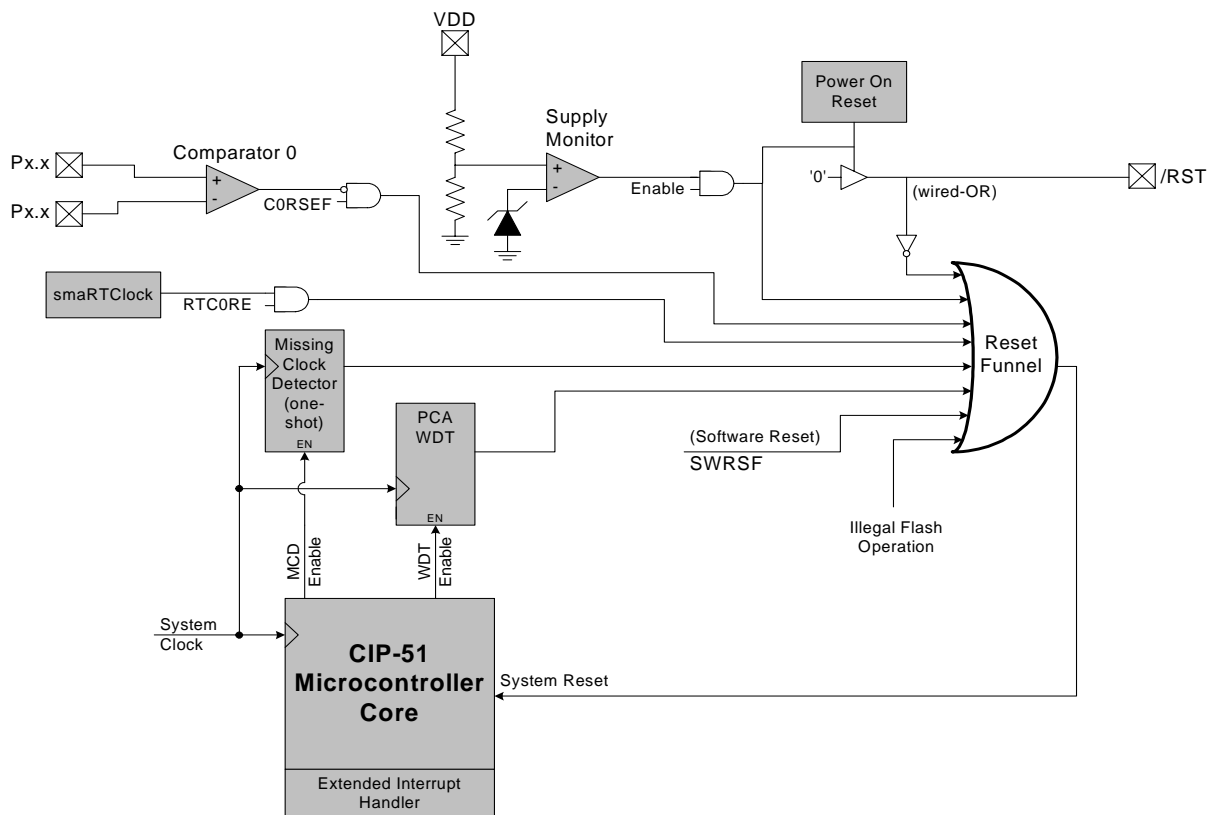 VDD
Power On
Reset
Supply
Monitor
Comparator 0
Px.x
+
-
Px.x
C0RSEF
+
-
Enable
'0'
/RST
(wired-OR)
smaRTClock
RTC0RE
Missing
Clock
Detector
(one-
shot)
EN
Reset
Funnel
PCA
WDT
EN
(Software Reset)
SWRSF
Illegal Flash
Operation
MCD
Enable
WDT
Enable
System
Clock
CIP-51
Microcontroller
Core
System Reset
Extended Interrupt
Handler